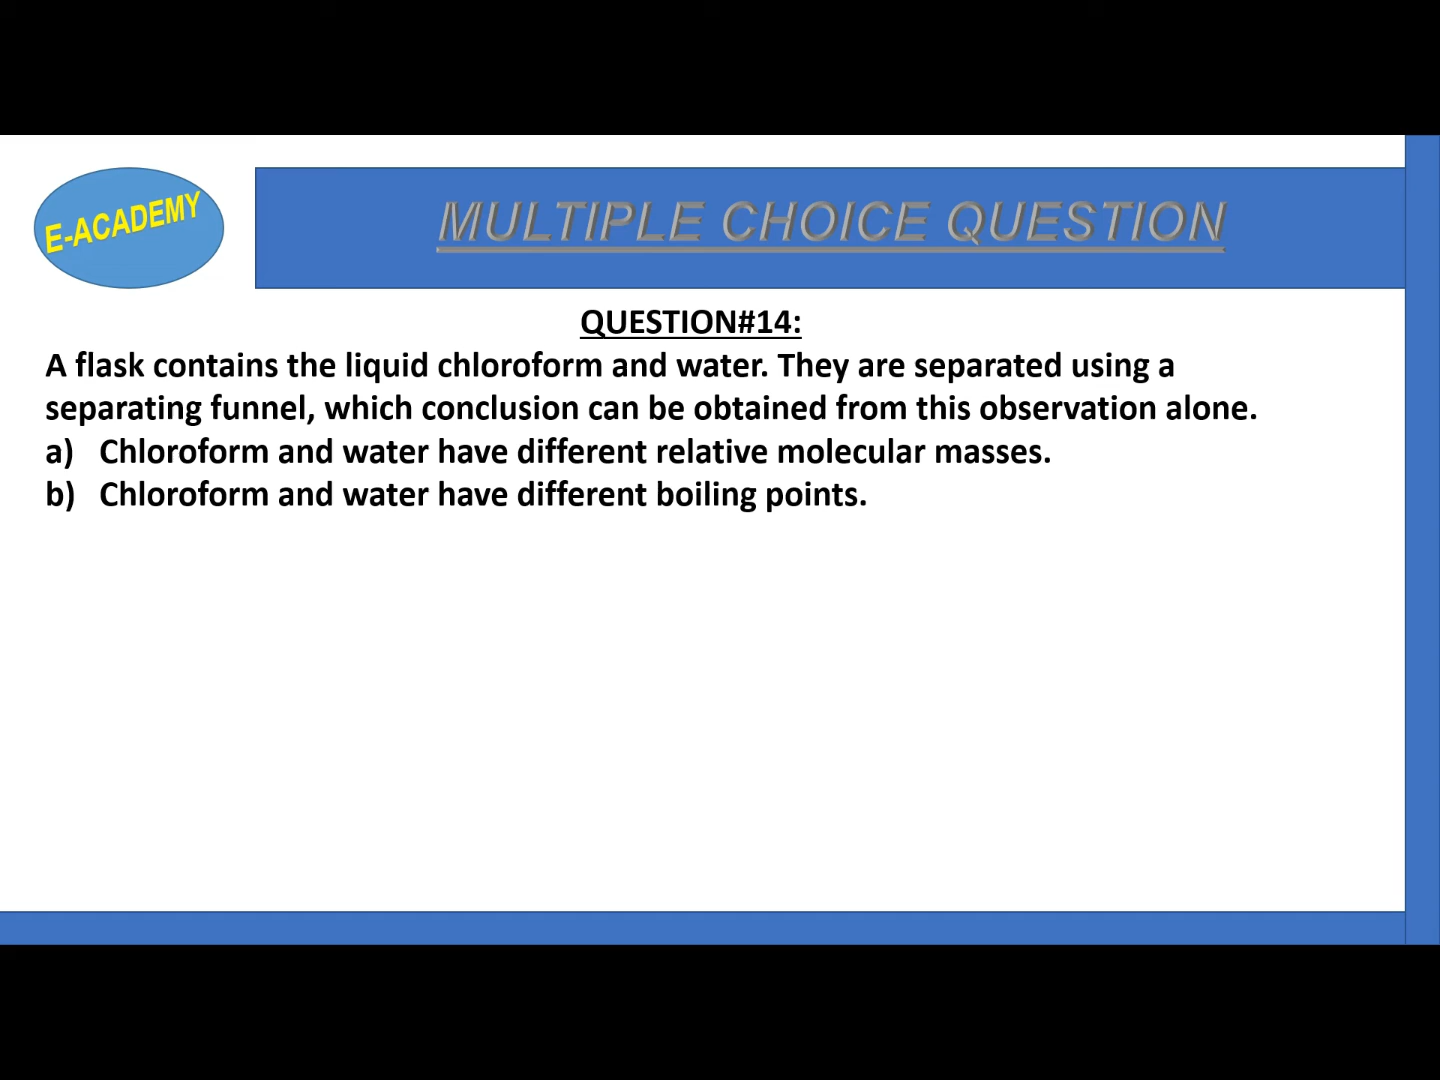 E-ACADEMY
MULTIPLE CHOICE QUESTION
QUESTION#14:
A flask contains the liquid chloroform and water. They are separated using a
separating funnel, which conclusion can be obtained from this observation alone.
a) Chloroform and water have different relative molecular masses.
b) Chloroform and water have different boiling points.